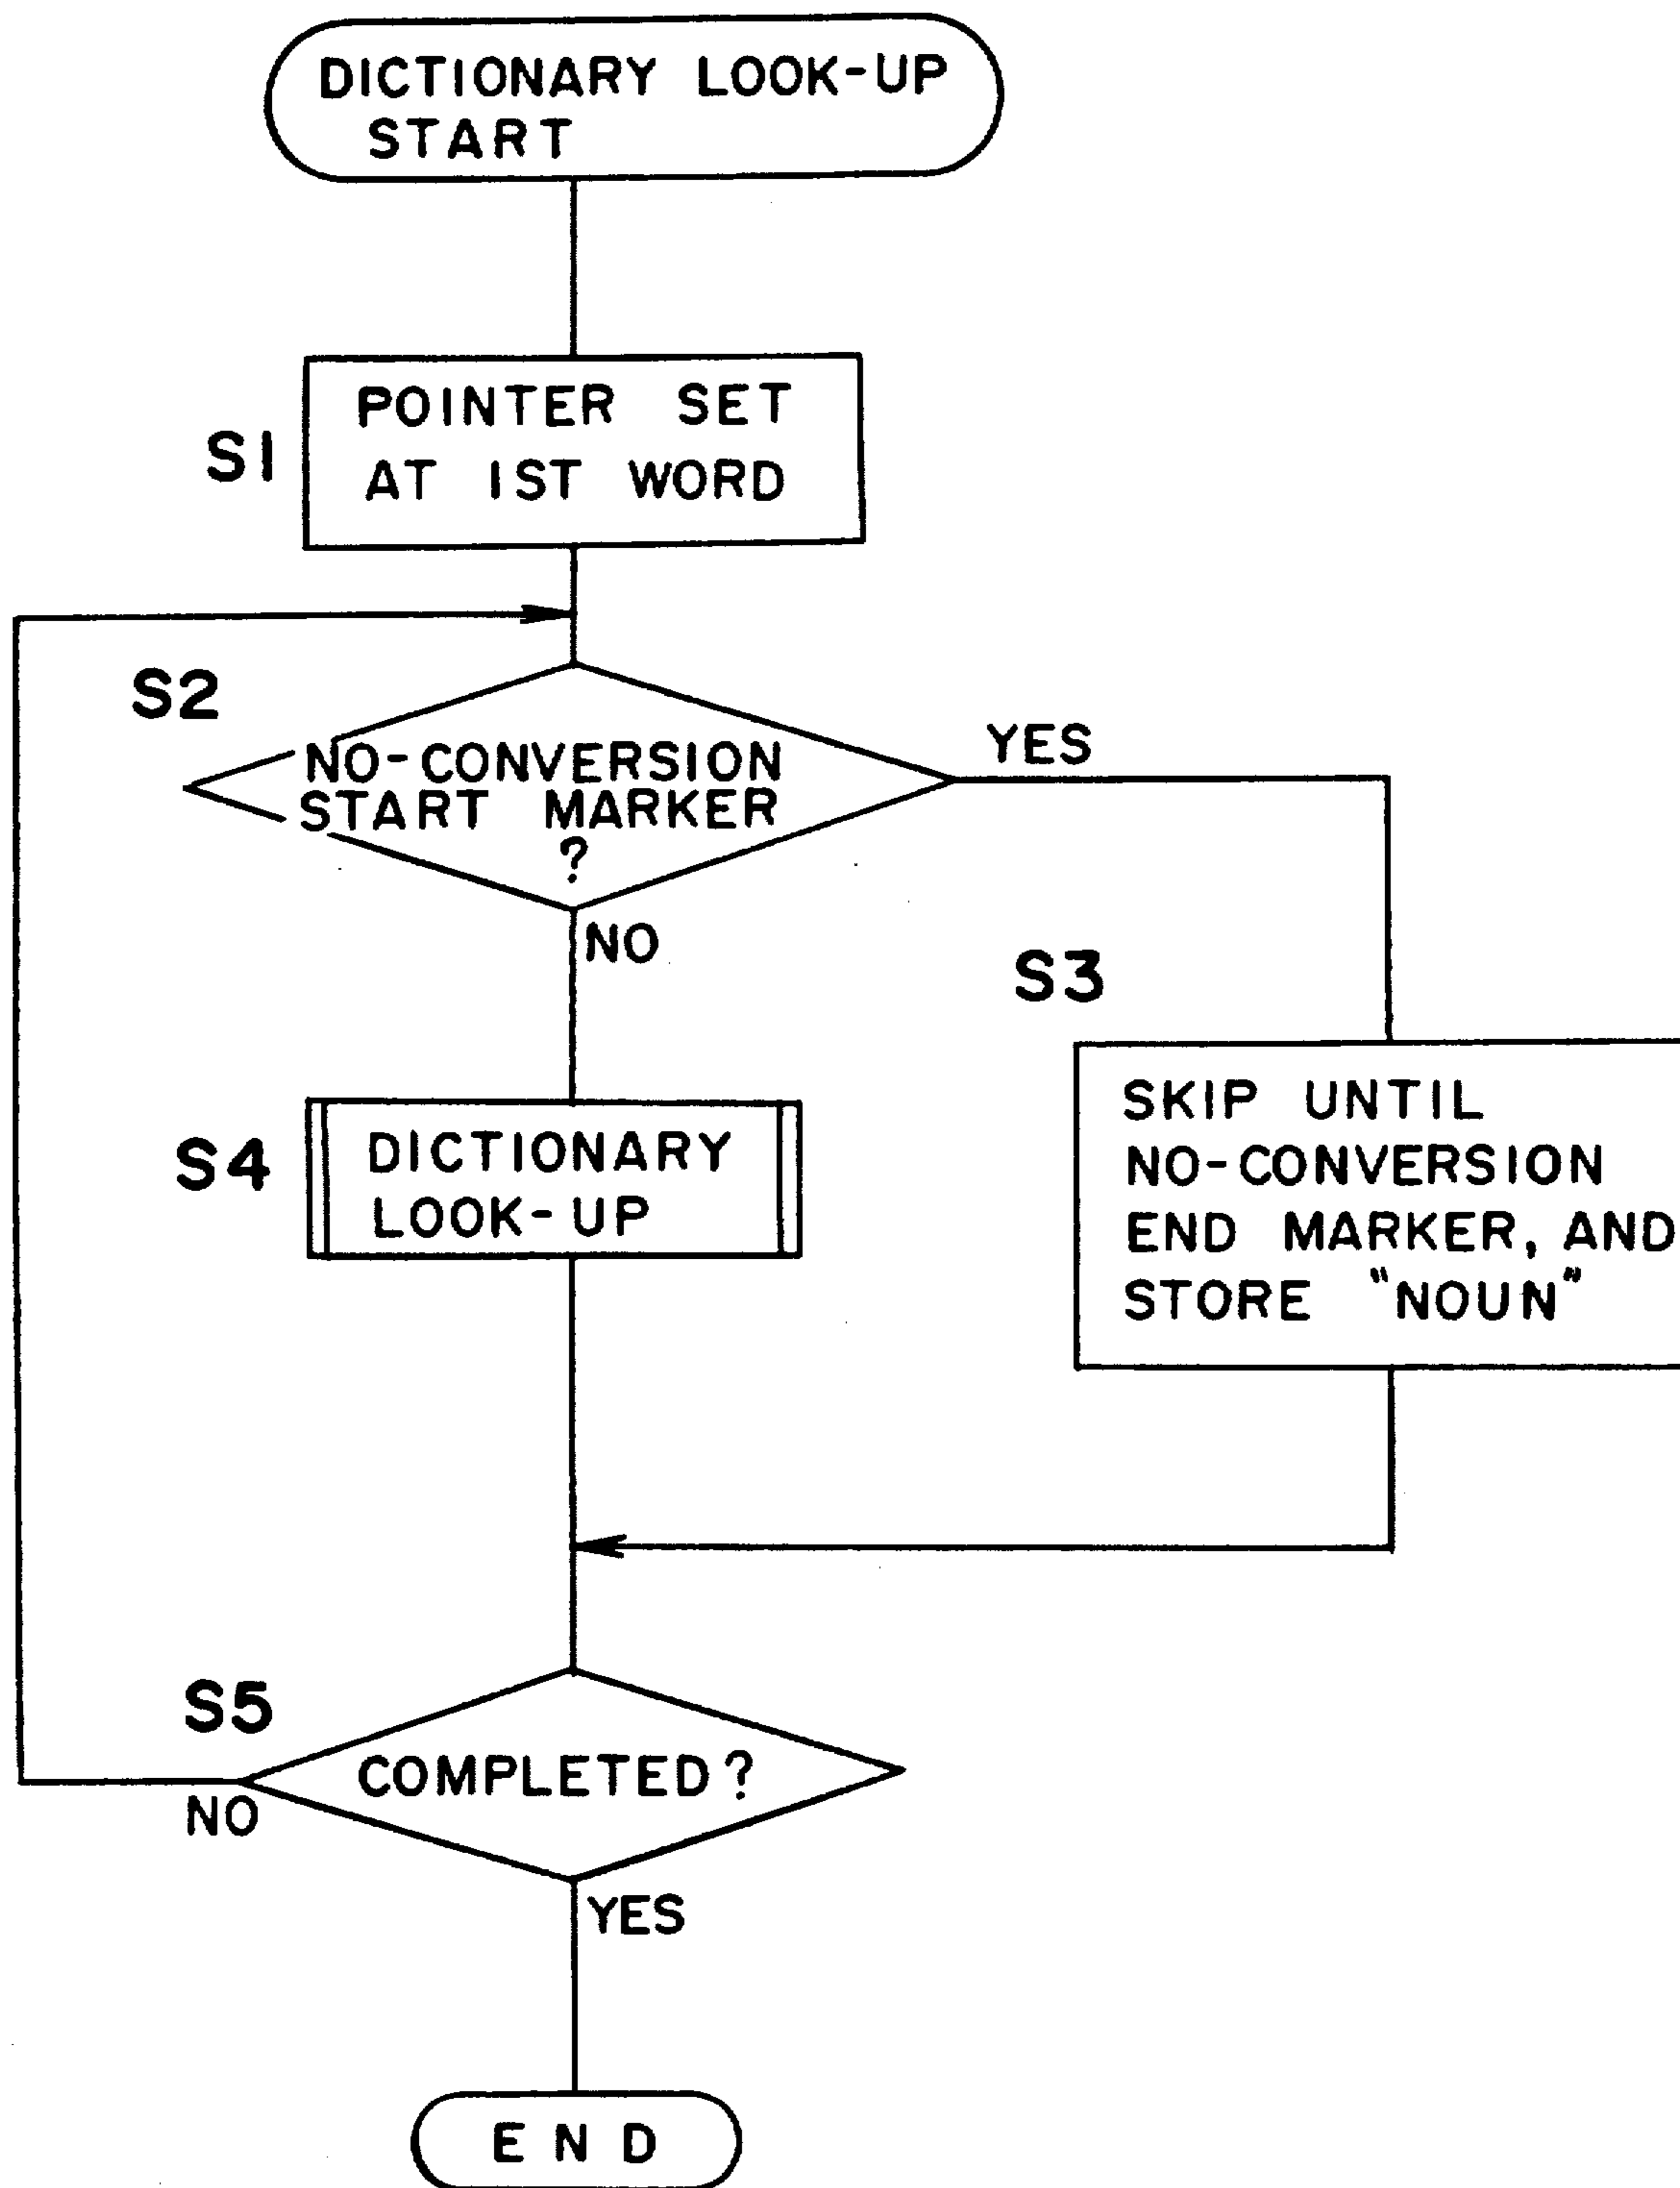 DICTIONARY LOOK-UP
START
S1
POINTER SET
AT 1ST WORD
S2
NO-CONVERSION
START MARKER
?
YES
NO
S3
SKIP UNTIL
NO-CONVERSION
END MARKER, AND
STORE "NOUN"
S4
DICTIONARY
LOOK-UP
S5
COMPLETED?
NO
YES
END